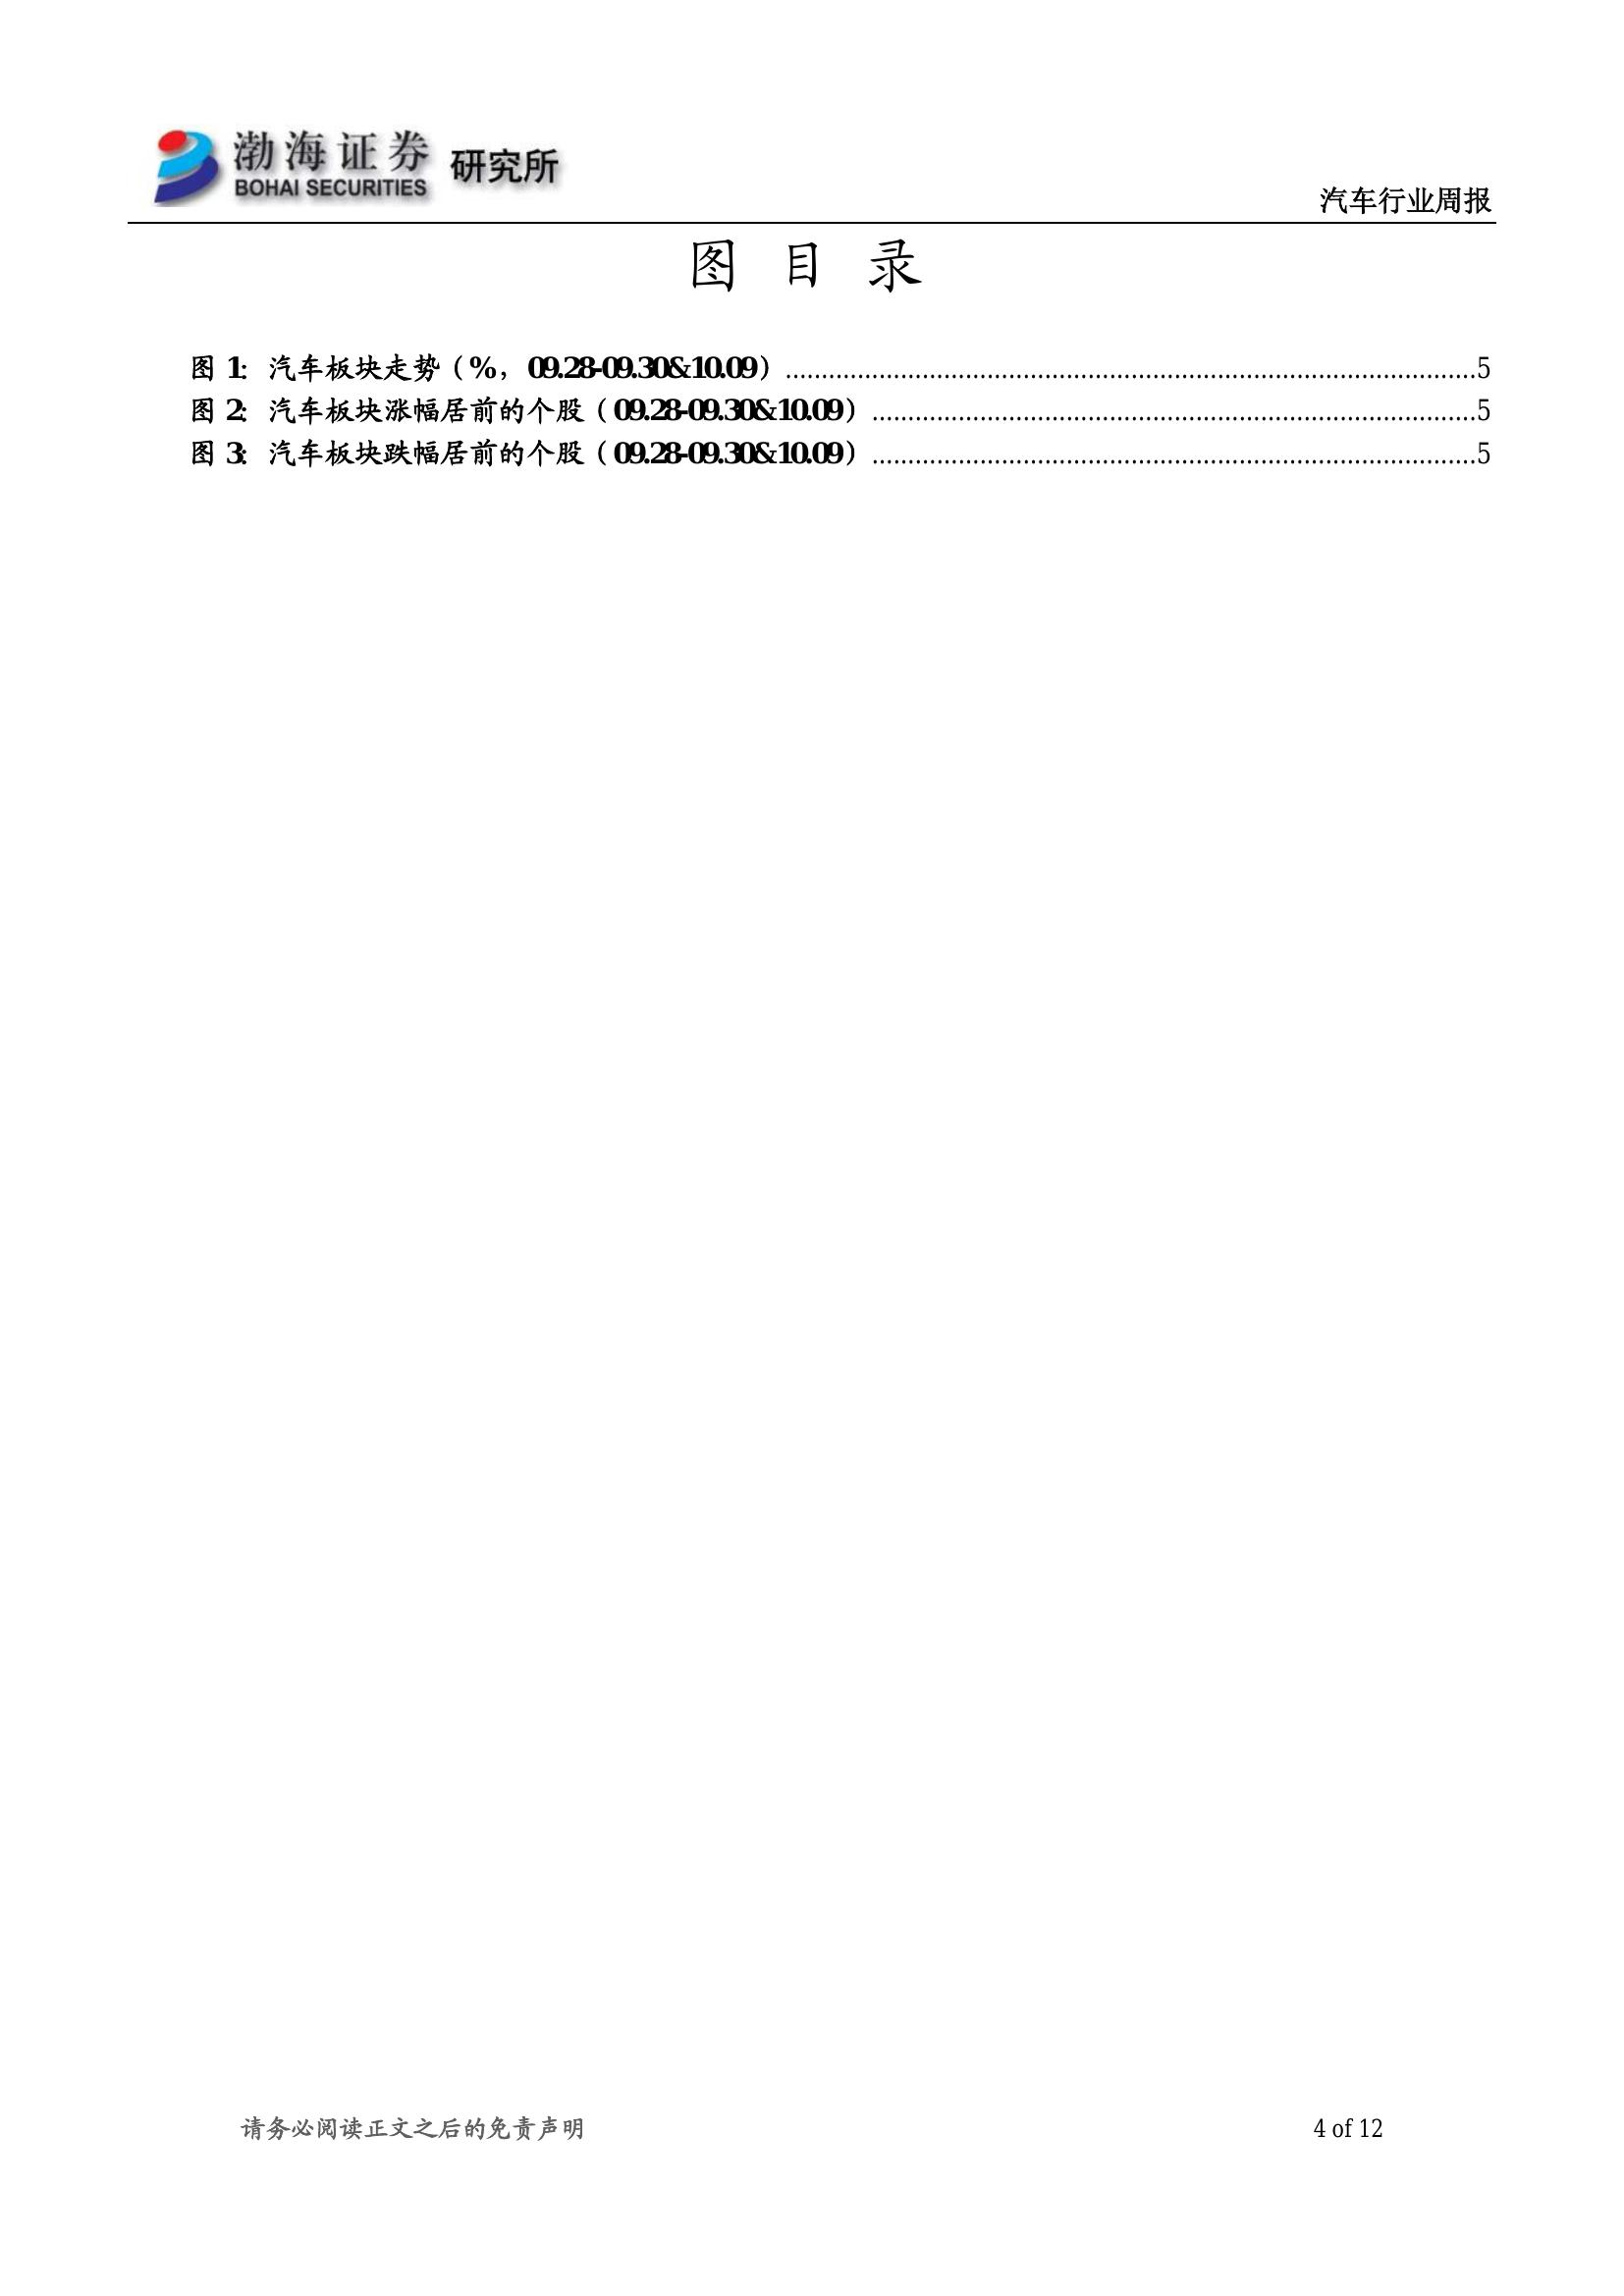 渤海证券 研究所
BOHAI SECURITIES
汽车行业周报
图 目 录
图 1: 汽车板块走势（%，09.28-09.30&10.09）................................................5
图 2: 汽车板块涨幅居前的个股（09.28-09.30&10.09）................................................5
图 3: 汽车板块跌幅居前的个股（09.28-09.30&10.09）................................................5
请务必阅读正文之后的免责声明 4 of 12